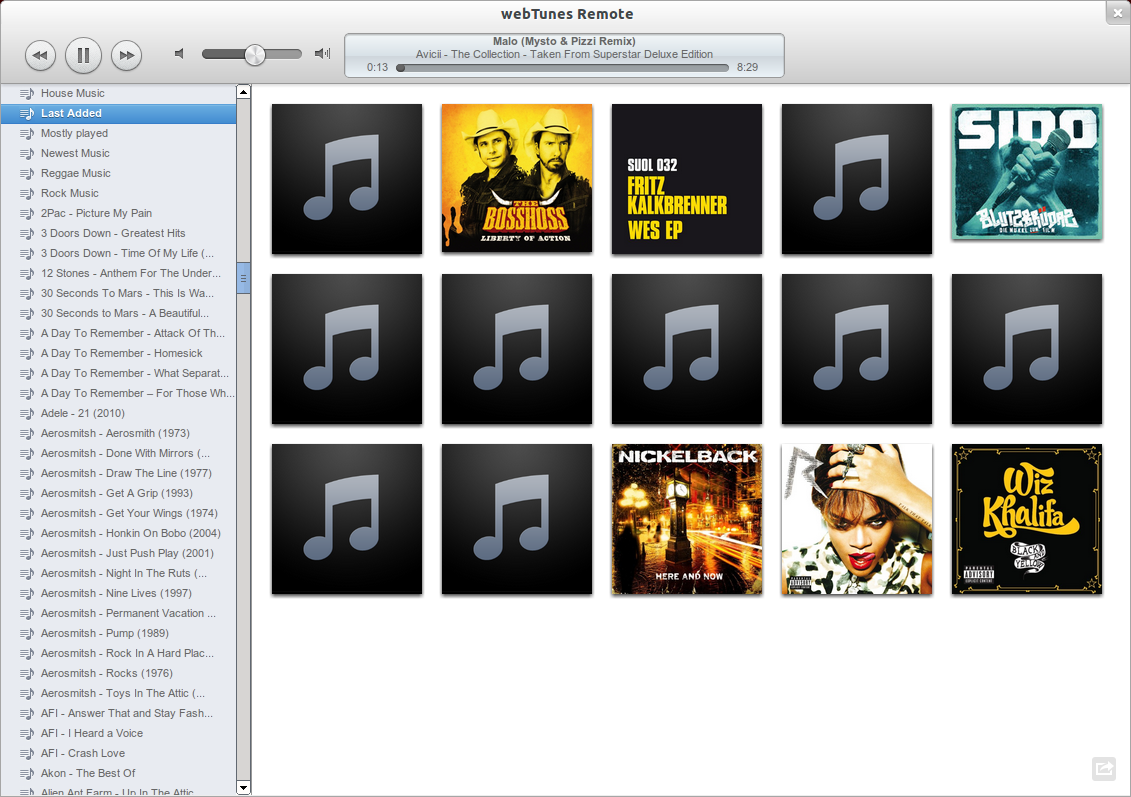 webTunes Remote
Malo (Mysto & Pizzi Remix)
Avicii - The Collection - Taken From Superstar Deluxe Edition
0:13
8:29
House Music
Last Added
Mostly played
Newest Music
Reggae Music
Rock Music
2Pac - Picture My Pain
3 Doors Down - Greatest Hits
3 Doors Down - Time Of My Life (...
12 Stones - Anthem For The Under...
30 Seconds To Mars - This Is Wa...
30 Seconds to Mars - A Beautiful...
A Day To Remember - Attack Of Th...
A Day To Remember - Homesick
A Day To Remember - What Separat...
A Day To Remember – For Those Wh...
Adele - 21 (2010)
Aerosmitsh - Aerosmith (1973)
Aerosmitsh - Done With Mirrors (...
Aerosmitsh - Draw The Line (1977)
Aerosmitsh - Get A Grip (1993)
Aerosmitsh - Get Your Wings (1974)
Aerosmitsh - Honkin On Bobo (2004)
Aerosmitsh - Just Push Play (2001)
Aerosmitsh - Night In The Ruts (...
Aerosmitsh - Nine Lives (1997)
Aerosmitsh - Permanent Vacation ...
Aerosmitsh - Pump (1989)
Aerosmitsh - Rock In A Hard Plac...
Aerosmitsh - Rocks (1976)
Aerosmitsh - Toys In The Attic (...
AFI - Answer That and Stay Fash...
AFI - I Heard a Voice
AFI - Crash Love
Akon - The Best Of
Alien Ant Farm - Up In The Attic
THE
BOSSHOSS
LIBERTY OF ACTION
SUOL 032
FRITZ
KALKBRENNER
WES EP
SIDO
BLUTZBRÜDAZ
DIE MUKKE ZUM FILM
NICKELBACK
HERE AND NOW
R
PARENTAL
ADVISORY
EXPLICIT CONTENT
Wiz
Khalifa
BLACK AND
YELLOW
PARENTAL
ADVISORY
EXPLICIT CONTENT